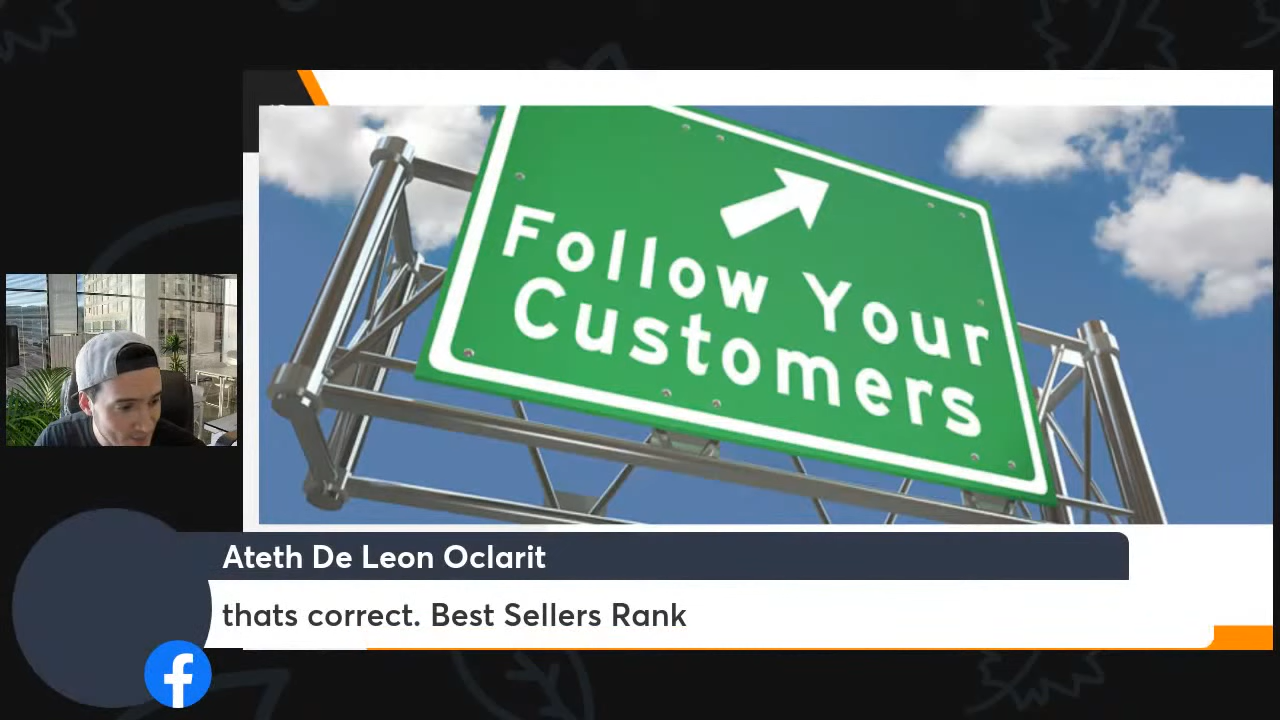 Follow Your
Customers
Ateth De Leon Oclarit
thats correct. Best Sellers Rank